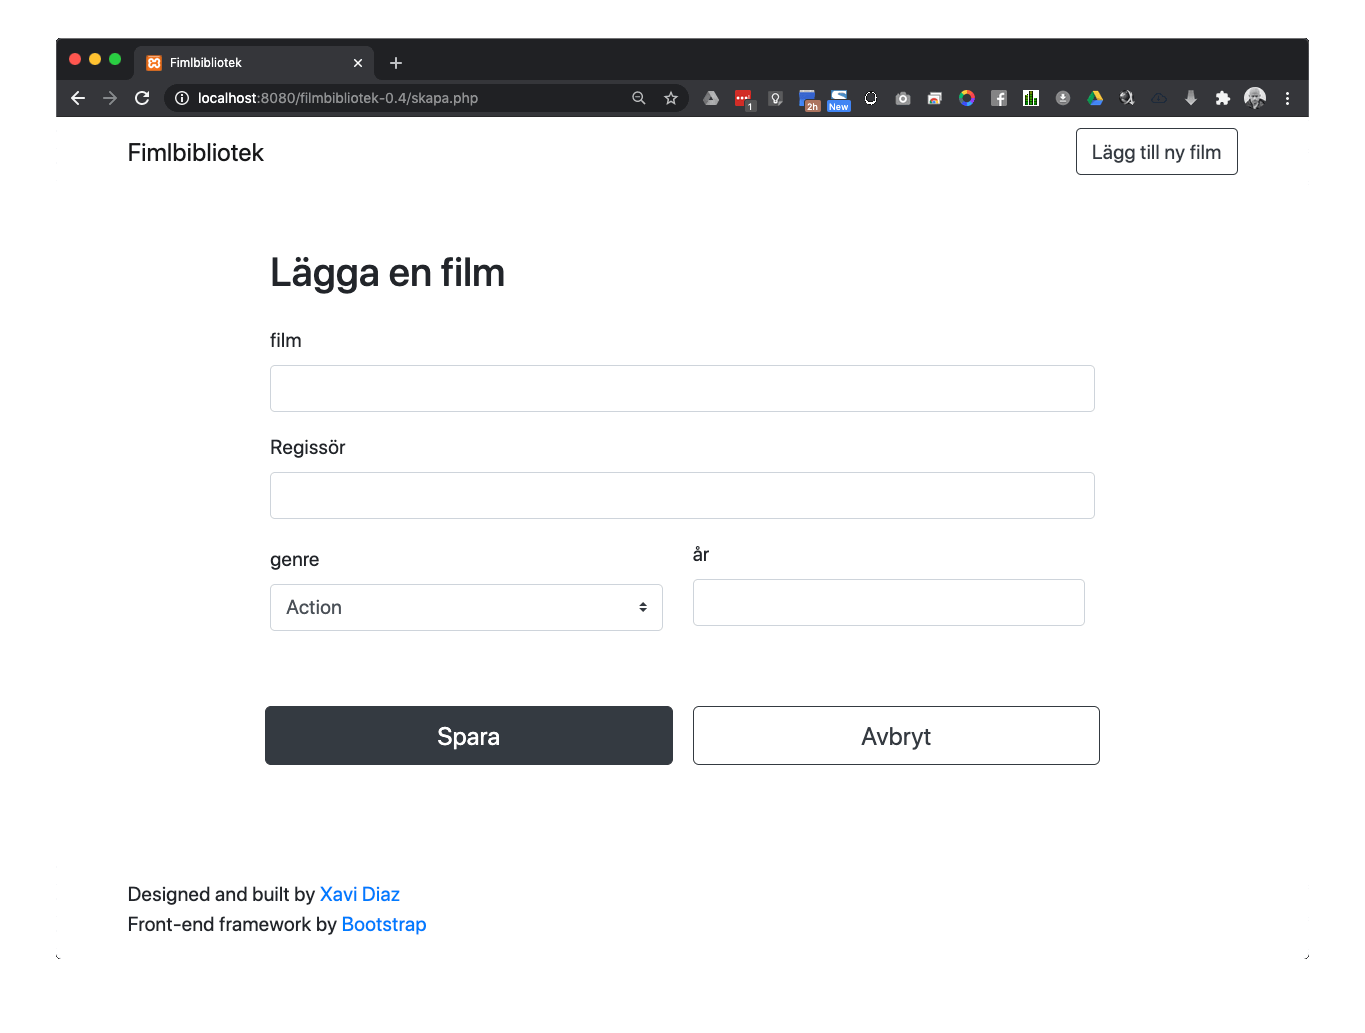 Fimlbibliotek
localhost:8080/filmbibliotek-0.4/skapa.php
1
2h
New
Fimlbibliotek
Lägg till ny film
Lägga en film
film
Regissör
genre
år
Action
Spara
Avbryt
Designed and built by Xavi Diaz
Front-end framework by Bootstrap